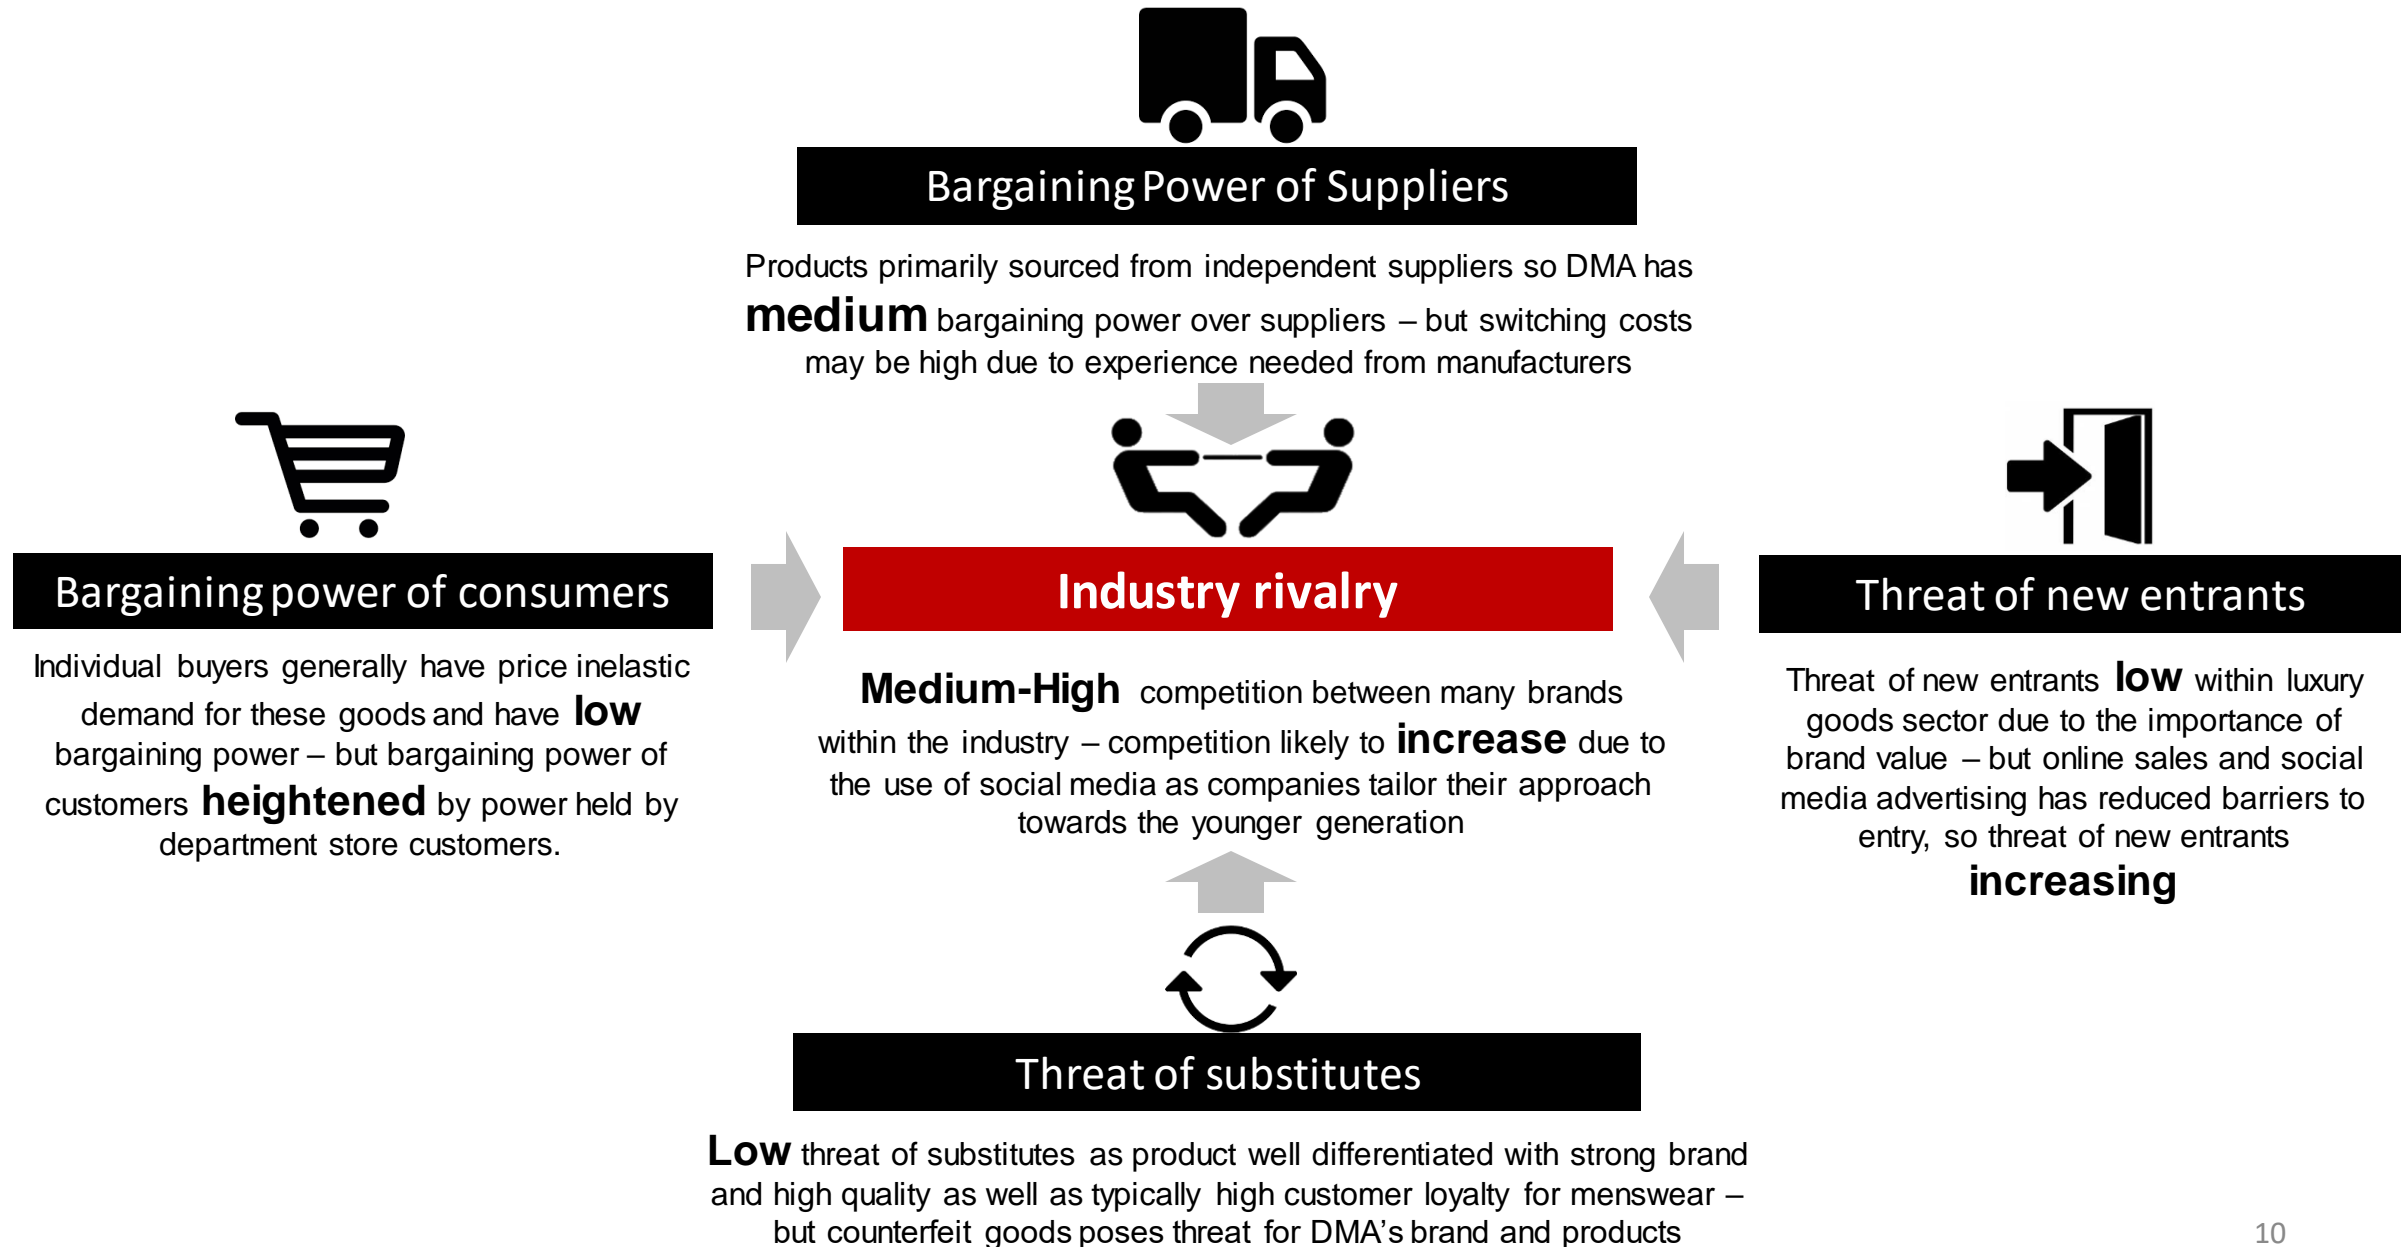 Bargaining Power of Suppliers
Products primarily sourced from independent suppliers so DMA has
medium bargaining power over suppliers – but switching costs
may be high due to experience needed from manufacturers
Bargaining power of consumers
Individual buyers generally have price inelastic
demand for these goods and have low
bargaining power – but bargaining power of
customers heightened by power held by
department store customers.
Industry rivalry
Medium-High competition between many brands
within the industry – competition likely to increase due to
the use of social media as companies tailor their approach
towards the younger generation
Threat of new entrants
Threat of new entrants low within luxury
goods sector due to the importance of
brand value – but online sales and social
media advertising has reduced barriers to
entry, so threat of new entrants
increasing
Threat of substitutes
Low threat of substitutes as product well differentiated with strong brand
and high quality as well as typically high customer loyalty for menswear –
but counterfeit goods poses threat for DMA's brand and products
10